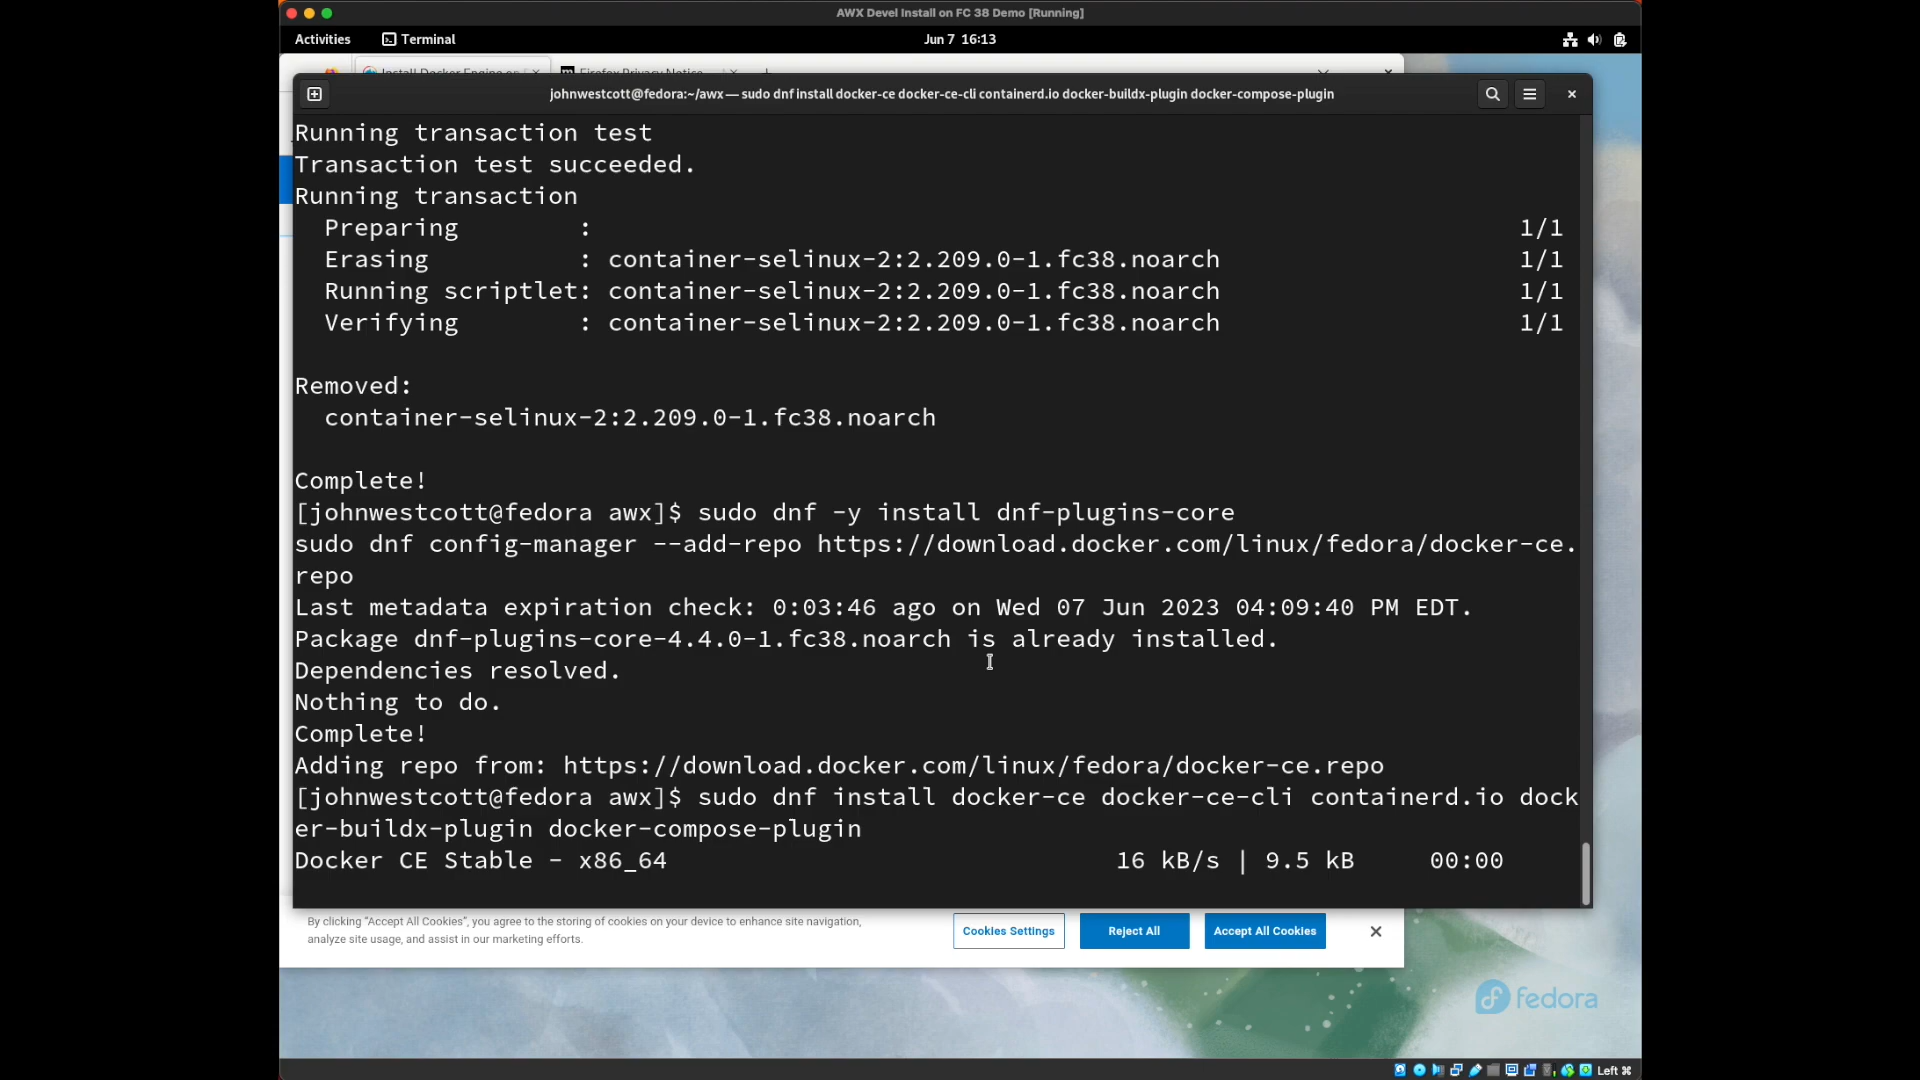 AWX Devel Install on FC 38 Demo [Running]
Activities Terminal Jun 7 16:13
Install Docker Engine on Firefox Privacy Notice
johnwestcott@fedora:~/awx — sudo dnf install docker-ce docker-ce-cli containerd.io docker-buildx-plugin docker-compose-plugin
Running transaction test
Transaction test succeeded.
Running transaction
Preparing : 1/1
Erasing : container-selinux-2:2.209.0-1.fc38.noarch 1/1
Running scriptlet: container-selinux-2:2.209.0-1.fc38.noarch 1/1
Verifying : container-selinux-2:2.209.0-1.fc38.noarch 1/1
Removed:
container-selinux-2:2.209.0-1.fc38.noarch
Complete!
[johnwestcott@fedora awx]$ sudo dnf -y install dnf-plugins-core
sudo dnf config-manager --add-repo https://download.docker.com/linux/fedora/docker-ce.
repo
Last metadata expiration check: 0:03:46 ago on Wed 07 Jun 2023 04:09:40 PM EDT.
Package dnf-plugins-core-4.4.0-1.fc38.noarch is already installed.
Dependencies resolved.
Nothing to do.
Complete!
Adding repo from: https://download.docker.com/linux/fedora/docker-ce.repo
[johnwestcott@fedora awx]$ sudo dnf install docker-ce docker-ce-cli containerd.io dock
er-buildx-plugin docker-compose-plugin
Docker CE Stable - x86_64 16 kB/s | 9.5 kB 00:00
By clicking “Accept All Cookies”, you agree to the storing of cookies on your device to enhance site navigation,
analyze site usage, and assist in our marketing efforts.
Cookies Settings Reject All Accept All Cookies
fedora
Left ⌘